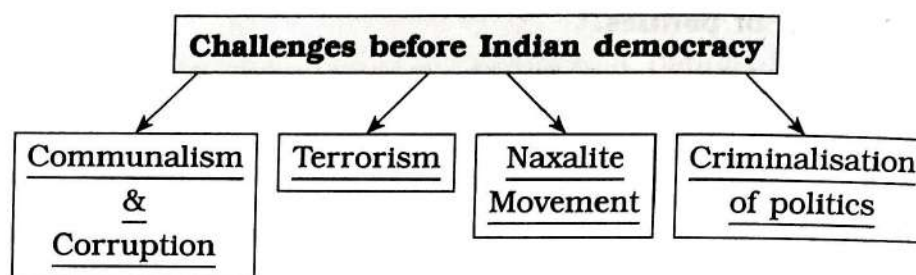 Challenges before Indian democracy
Communalism
&
Corruption
Terrorism
Naxalite
Movement
Criminalisation
of politics